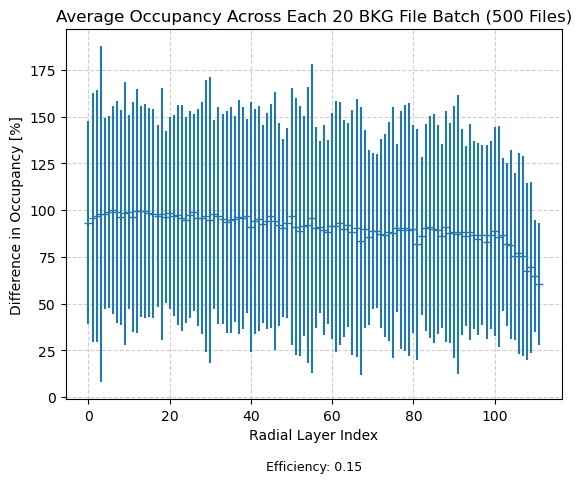 Average Occupancy Across Each 20 BKG File Batch (500 Files)
Difference in Occupancy [%]
175
150
125
100
75
50
25
0
0 20 40 60 80 100
Radial Layer Index
Efficiency: 0.15